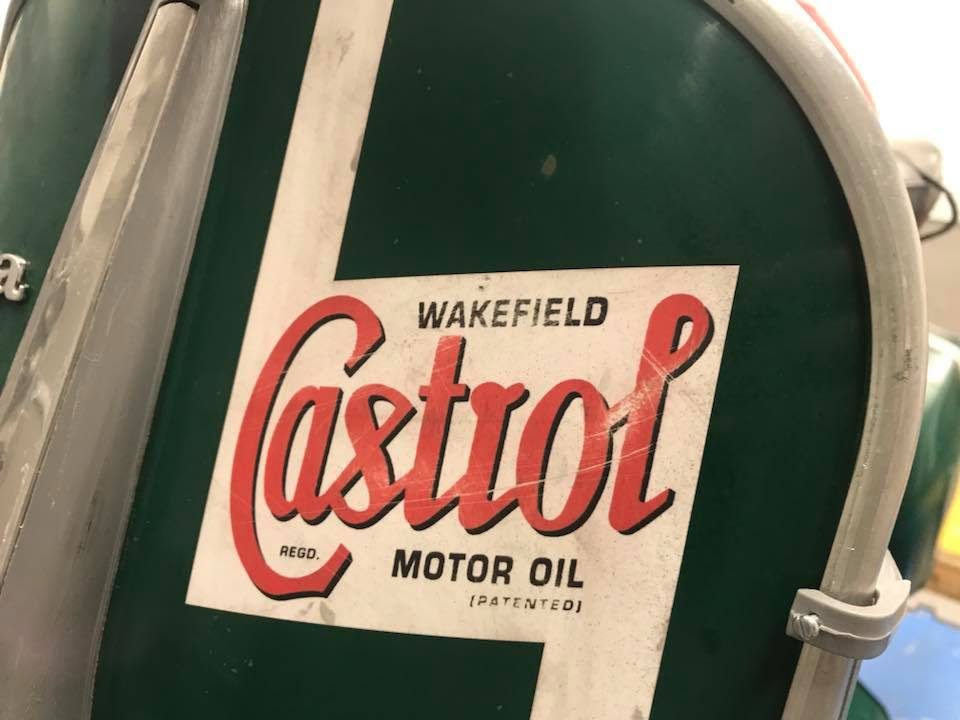 WAKEFIELD
Castrol
REGD.
MOTOR OIL
(PATENTED)
a